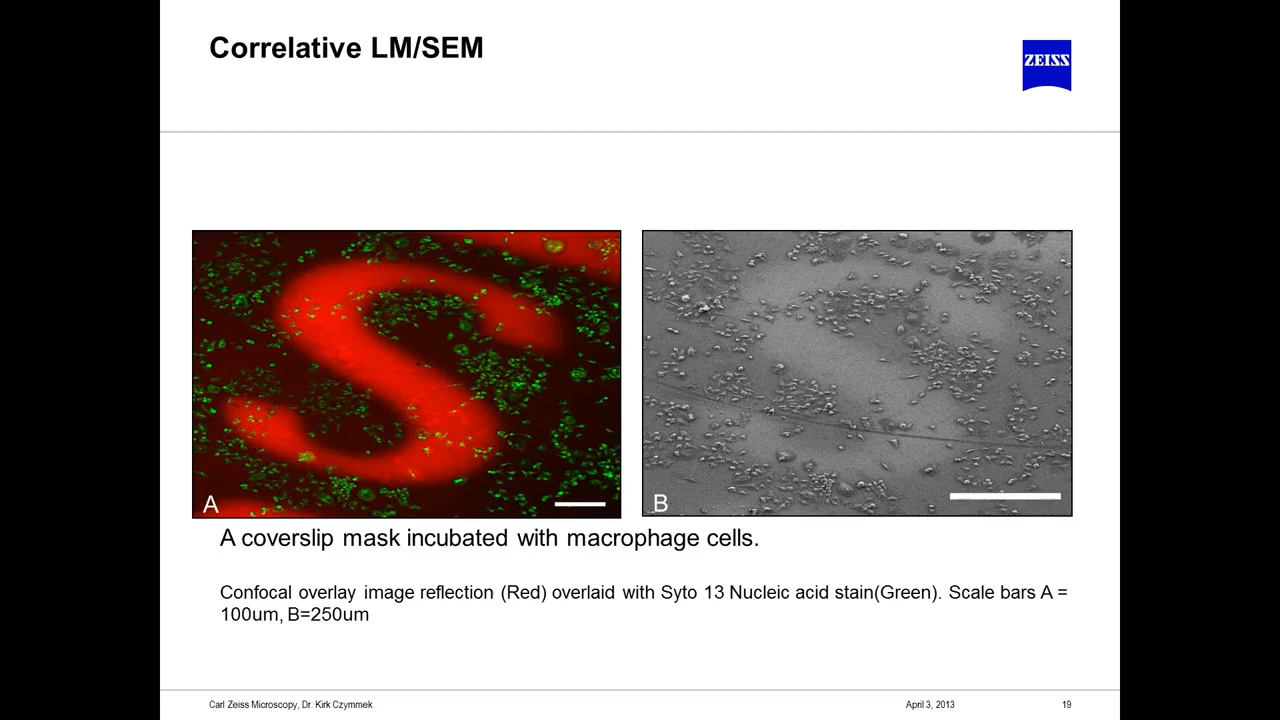 Correlative LM/SEM
ZEISS
S
A
B
A coverslip mask incubated with macrophage cells.
Confocal overlay image reflection (Red) overlaid with Syto 13 Nucleic acid stain(Green). Scale bars A =
100um, B=250um
Carl Zeiss Microscopy, Dr. Kirk Czymmek
April 3, 2013
19